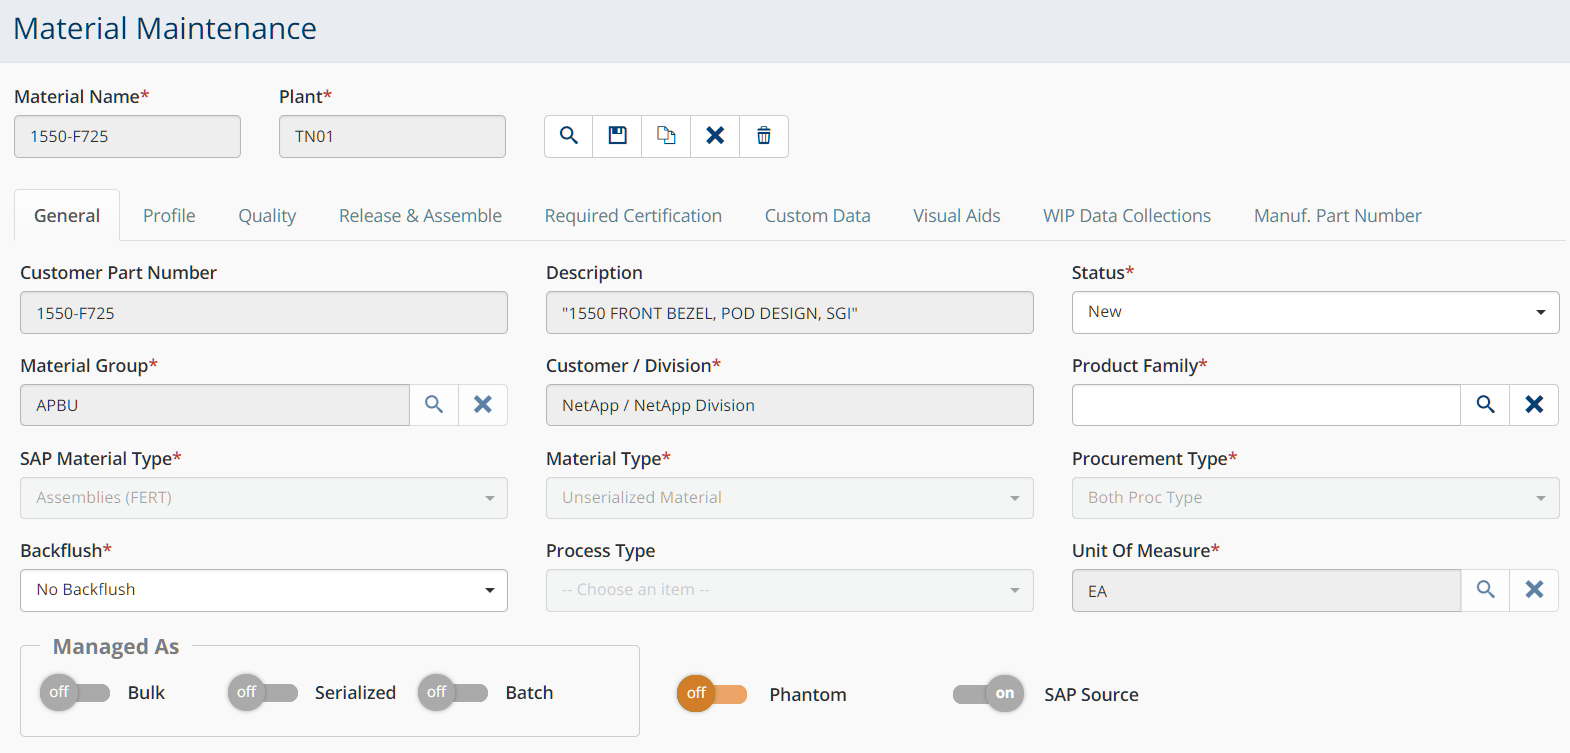 Material Maintenance
Material Name* Plant*
1550-F725 TN01
General Profile Quality Release & Assemble Required Certification Custom Data Visual Aids WIP Data Collections Manuf. Part Number
Customer Part Number Description Status*
1550-F725 "1550 FRONT BEZEL, POD DESIGN, SGI" New
Material Group* Customer / Division* Product Family*
APBU NetApp / NetApp Division
SAP Material Type* Material Type* Procurement Type*
Assemblies (FERT) Unserialized Material Both Proc Type
Backflush* Process Type Unit Of Measure*
No Backflush -- Choose an item -- EA
Managed As
off Bulk off Serialized off Batch off Phantom on SAP Source